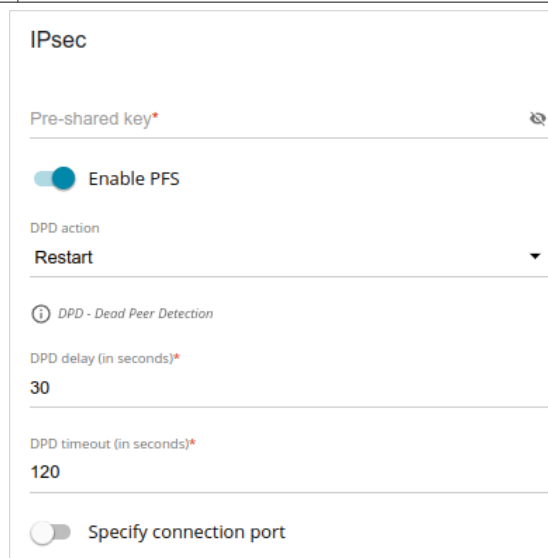 IPsec
Pre-shared key*
Enable PFS
DPD action
Restart
DPD - Dead Peer Detection
DPD delay (in seconds)*
30
DPD timeout (in seconds)*
120
Specify connection port